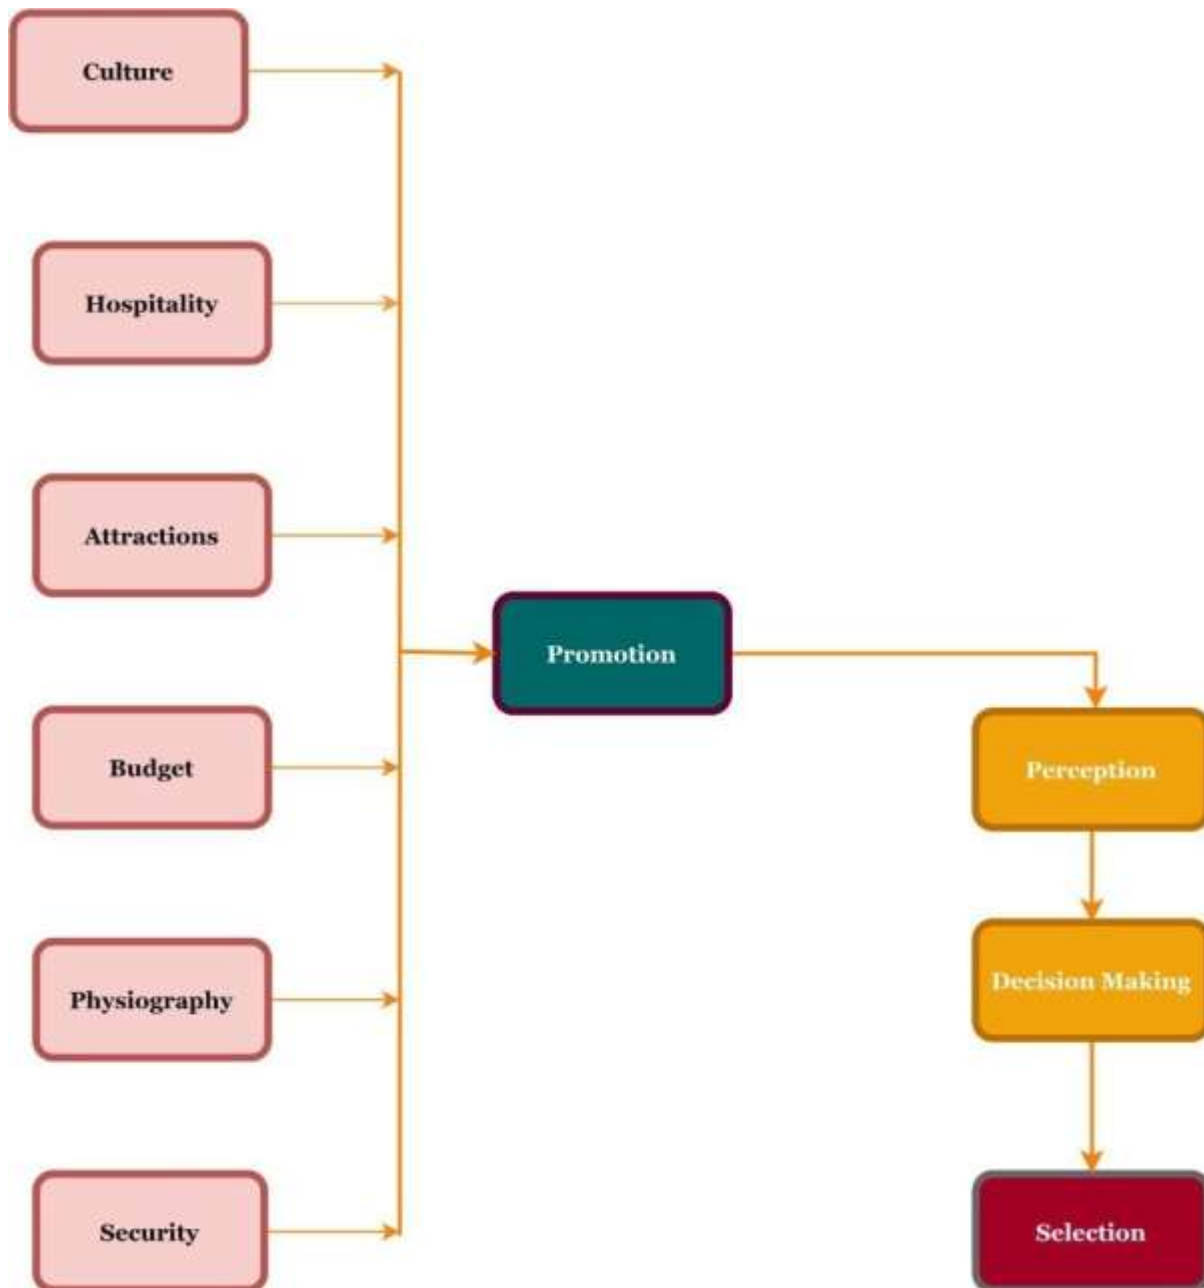 Culture
Hospitality
Attractions
Budget
Physiography
Security
Promotion
Perception
Decision Making
Selection